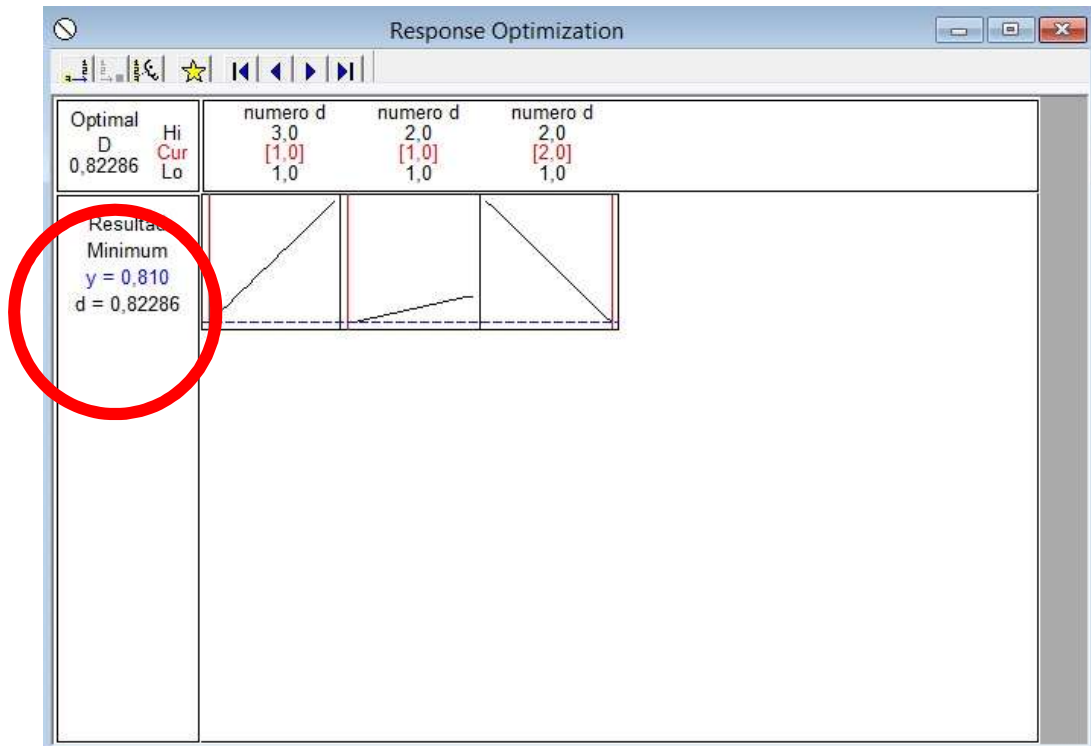 Response Optimization
Optimal
D
0,82286
Hi
Cur
Lo
numero d
3,0
[1,0]
1,0
numero d
2,0
[1,0]
1,0
numero d
2,0
[2,0]
1,0
Minimum
y = 0,810
d = 0,82286